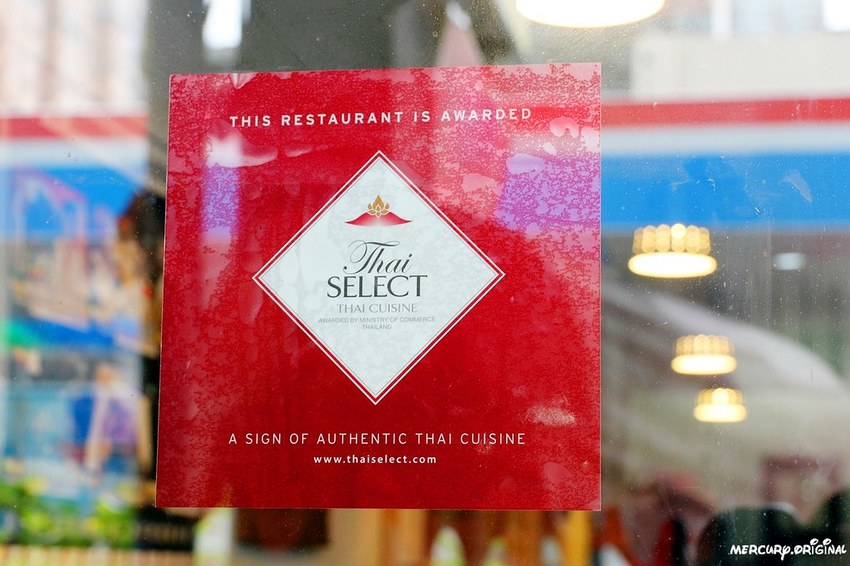 THIS RESTAURANT IS AWARDED
Thai
SELECT
THAI CUISINE
AWARDED BY MINISTRY OF COMMERCE
THAILAND
A SIGN OF AUTHENTIC THAI CUISINE
www.thaiselect.com
MERCURY.ORIGINAL